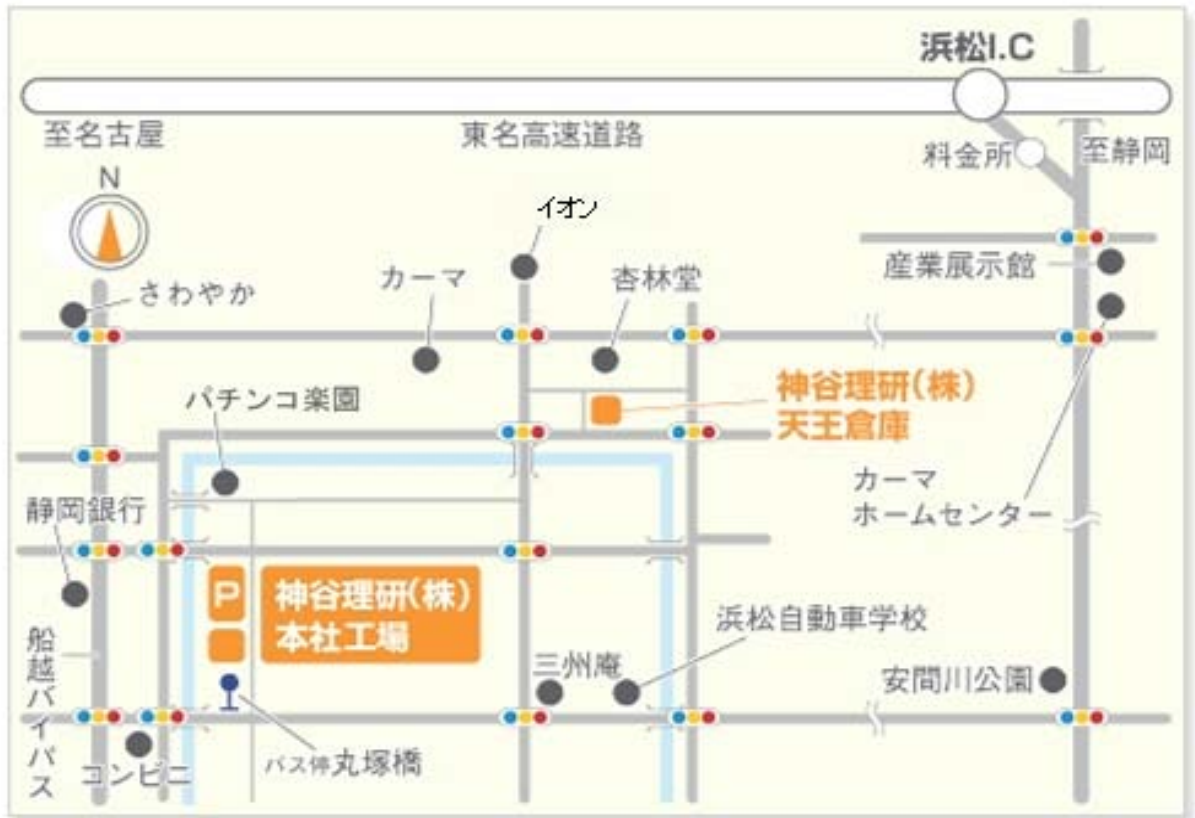 浜松I.C
至名古屋
東名高速道路
料金所
至静岡
N
イオン
さわやか
カーマ
杏林堂
産業展示館
パチンコ楽園
神谷理研(株)
天王倉庫
静岡銀行
カーマ
ホームセンター
P
神谷理研(株)
本社工場
船越バイパス
三州庵
浜松自動車学校
安間川公園
コンビニ
バス停丸塚橋